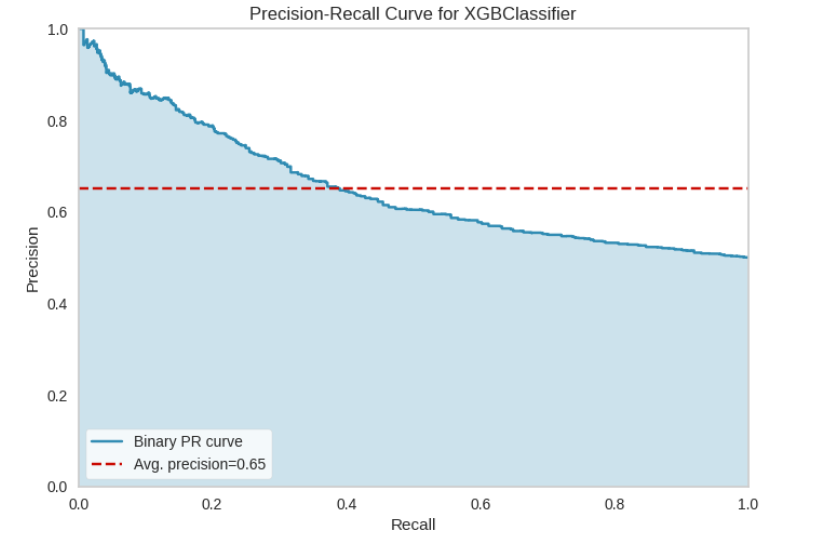 Precision-Recall Curve for XGBClassifier
1.0
0.8
0.6
0.4
0.2
0.0
Precision
Binary PR curve
Avg. precision=0.65
0.0 0.2 0.4 0.6 0.8 1.0
Recall